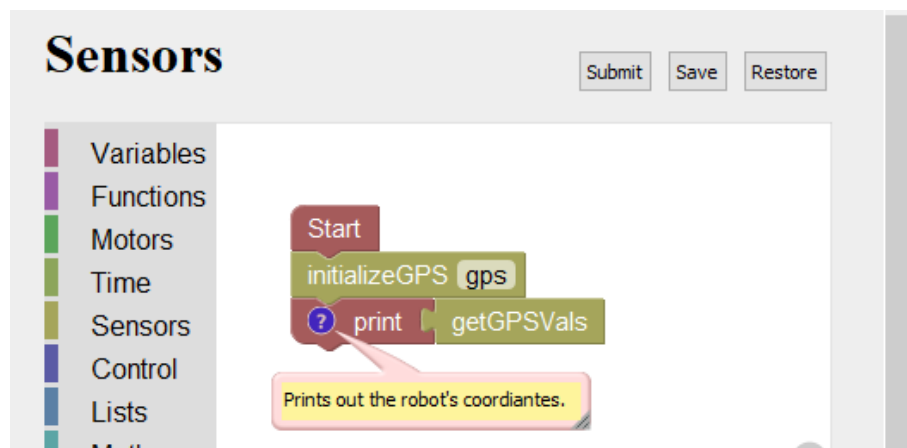 Sensors
Submit Save Restore
Variables
Functions
Motors
Time
Sensors
Control
Lists
Start
initializeGPS gps
? print getGPSVals
Prints out the robot's coordiantes.